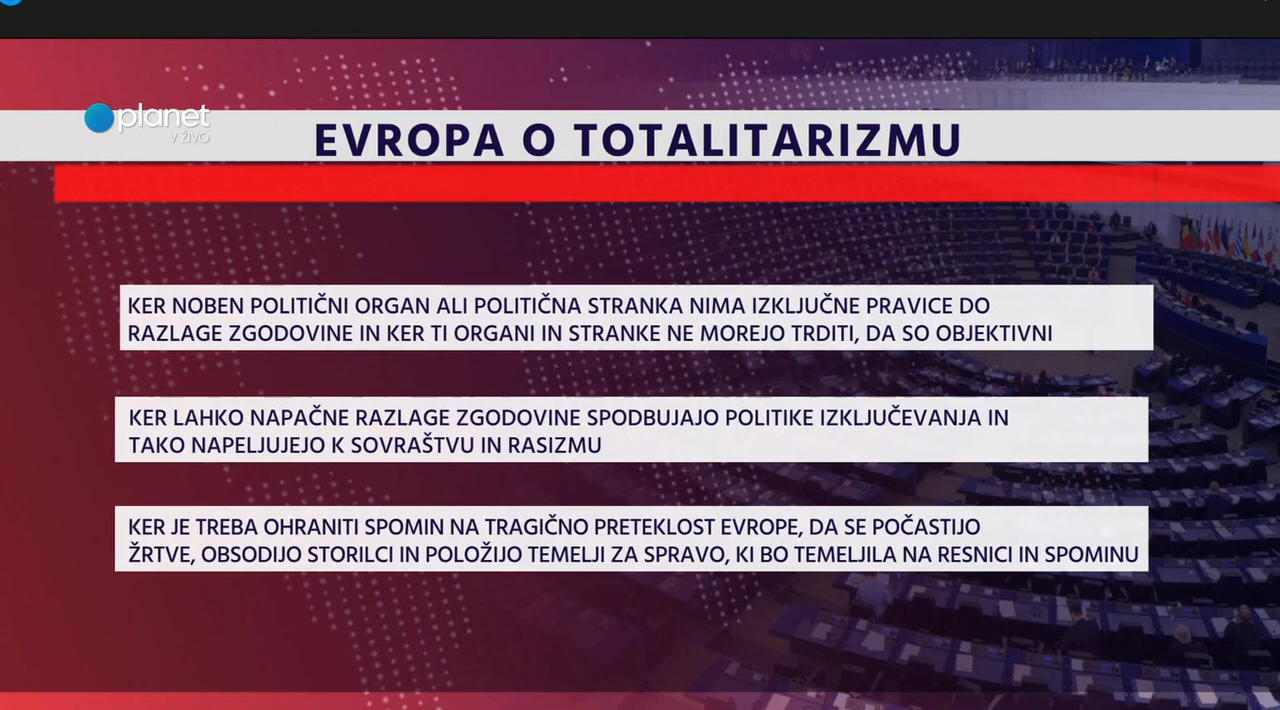 planet
V ŽIVO
EVROPA O TOTALITARIZMU
KER NOBEN POLITIČNI ORGAN ALI POLITIČNA STRANKA NIMA IZKLJUČNE PRAVICE DO
RAZLAGE ZGODOVINE IN KER TI ORGANI IN STRANKE NE MOREJO TRDITI, DA SO OBJEKTIVNI
KER LAHKO NAPAČNE RAZLAGE ZGODOVINE SPODBUJAJO POLITIKE IZKLJUČEVANJA IN
TAKO NAPELJUJEJO K SOVRAŠTVU IN RASIZMU
KER JE TREBA OHRANITI SPOMIN NA TRAGIČNO PRETEKLOST EVROPE, DA SE POČASTIJO
ŽRTVE, OBSODIJO STORILCI IN POLOŽIJO TEMELJI ZA SPRAVO, KI BO TEMELJILA NA RESNICI IN SPOMINU